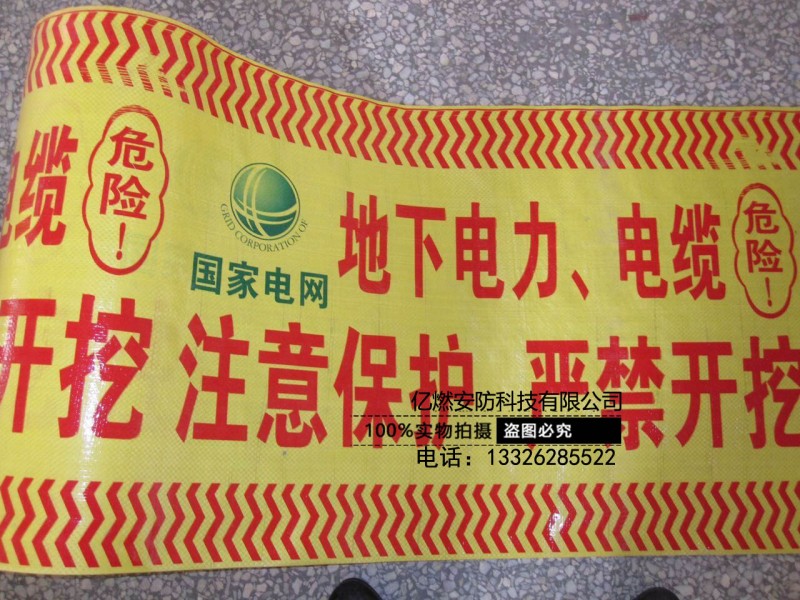 电缆
危险！
GRID CORPORATION OF
国家电网
地下电力、电缆
危险！
开挖
注意保护 严禁开挖
亿燃安防科技有限公司
100%实物拍摄 盗图必究
电话：13326285522